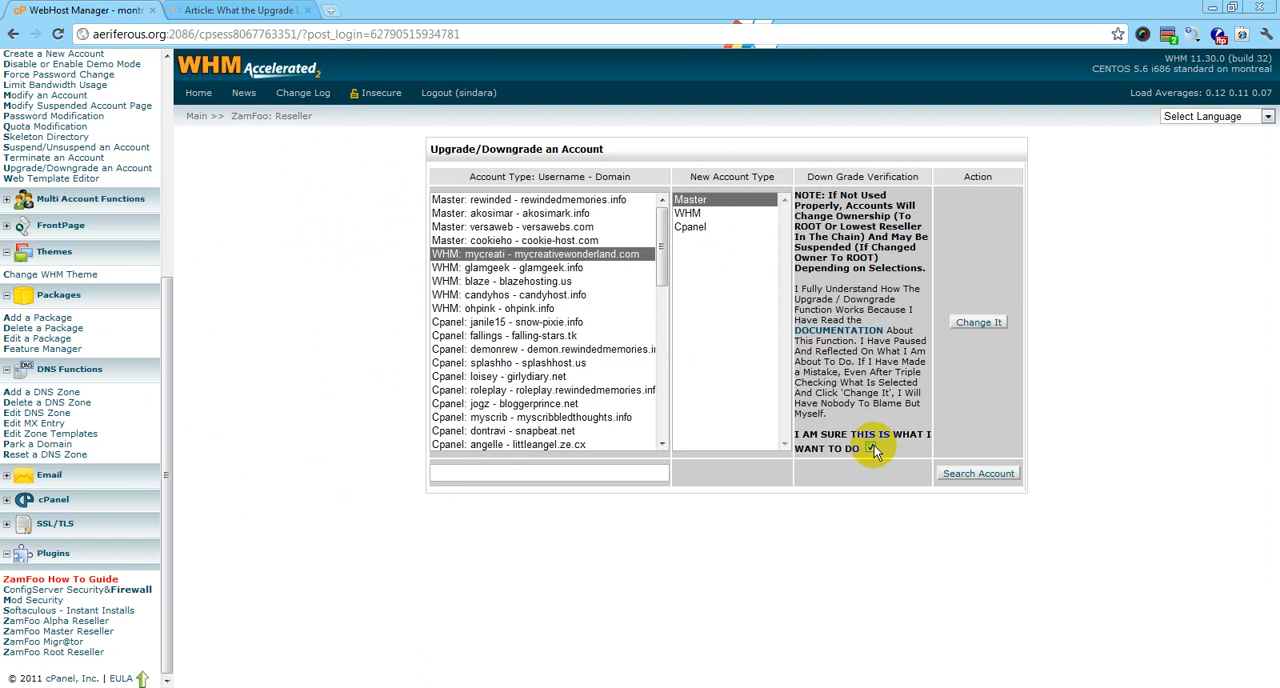 WebHost Manager - mont
Article: What the Upgrade D
aeriferous.org:2086/cpsess8067763351/?post_login=62790515934781
WHM Accelerated2
WHM 11.30.0 (build 32)
CENTOS 5.6 i686 standard on montreal
Home
News
Change Log
Insecure
Logout (sindara)
Load Averages: 0.12 0.11 0.07
Main >> ZamFoo: Reseller
Select Language
Create a New Account
Disable or Enable Demo Mode
Force Password Change
Limit Bandwidth Usage
Modify an Account
Modify Suspended Account Page
Password Modification
Quota Modification
Skeleton Directory
Suspend/Unsuspend an Account
Terminate an Account
Upgrade/Downgrade an Account
Web Template Editor
Multi Account Functions
FrontPage
Themes
Change WHM Theme
Packages
Add a Package
Delete a Package
Edit a Package
Feature Manager
DNS Functions
Add a DNS Zone
Delete a DNS Zone
Edit DNS Zone
Edit MX Entry
Edit Zone Templates
Park a Domain
Reset a DNS Zone
Email
cPanel
SSL/TLS
Plugins
ZamFoo How To Guide
ConfigServer Security&Firewall
Mod Security
Softaculous - Instant Installs
ZamFoo Alpha Reseller
ZamFoo Master Reseller
ZamFoo Migr@tor
ZamFoo Root Reseller
© 2011 cPanel, Inc. | EULA
Upgrade/Downgrade an Account
Account Type: Username - Domain
Master: rewinded - rewindedmemories.info
Master: akosimar - akosimark.info
Master: versaweb - versawebs.com
Master: cookieho - cookie-host.com
WHM: mycreati - mycreativewonderland.com
WHM: glamgeek - glamgeek.info
WHM: blaze - blazehosting.us
WHM: candyhos - candyhost.info
WHM: ohpink - ohpink.info
Cpanel: janile15 - snow-pixie.info
Cpanel: fallings - falling-stars.tk
Cpanel: demonrew - demon.rewindedmemories.i
Cpanel: splashho - splashhost.us
Cpanel: loisey - girlydiary.net
Cpanel: roleplay - roleplay.rewindedmemories.inf
Cpanel: jogz - bloggerprince.net
Cpanel: myscrib - myscribbledthoughts.info
Cpanel: dontravi - snapbeat.net
Cpanel: angelle - littleangel.ze.cx
New Account Type
Master
WHM
Cpanel
Down Grade Verification
NOTE: If Not Used
Properly, Accounts Will
Change Ownership (To
ROOT Or Lowest Reseller
In The Chain) And May Be
Suspended (If Changed
Owner To ROOT)
Depending on Selections.
I Fully Understand How The
Upgrade / Downgrade
Function Works Because I
Have Read the
DOCUMENTATION About
This Function. I Have Paused
And Reflected On What I Am
About To Do. If I Have Made
a Mistake, Even After Triple
Checking What Is Selected
And Click 'Change It', I Will
Have Nobody To Blame But
Myself.
I AM SURE THIS IS WHAT I
WANT TO DO
Action
Change It
Search Account